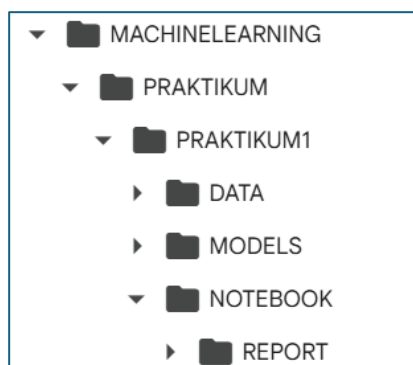 MACHINELEARNING
PRAKTIKUM
PRAKTIKUM1
DATA
MODELS
NOTEBOOK
REPORT